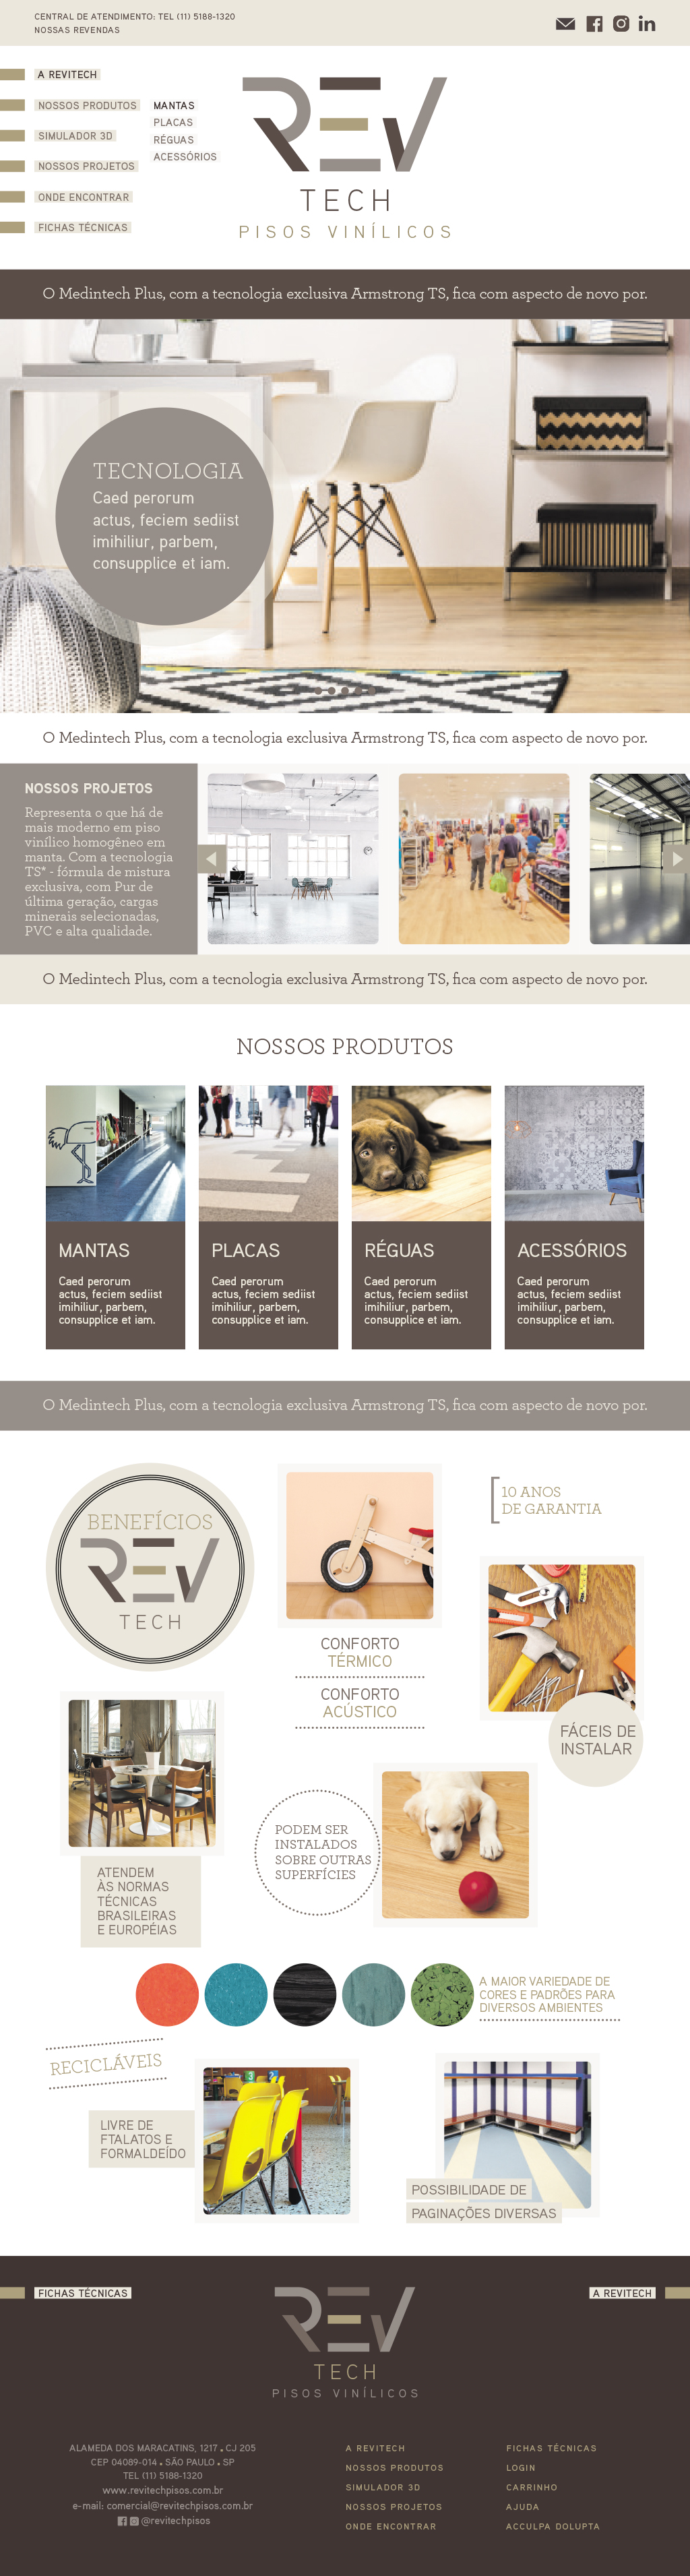 CENTRAL DE ATENDIMENTO: TEL (11) 5188-1320
NOSSAS REVENDAS
A REVITECH
NOSSOS PRODUTOS
MANTAS
PLACAS
RÉGUAS
ACESSÓRIOS
SIMULADOR 3D
NOSSOS PROJETOS
ONDE ENCONTRAR
FICHAS TÉCNICAS
REV
TECH
PISOS VINÍLICOS
O Medintech Plus, com a tecnologia exclusiva Armstrong TS, fica com aspecto de novo por.
TECNOLOGIA
Caed perorum
actus, feciem sediist
imihiliur, parbem,
consupplice et iam.
O Medintech Plus, com a tecnologia exclusiva Armstrong TS, fica com aspecto de novo por.
NOSSOS PROJETOS
Representa o que há de
mais moderno em piso
vinílico homogêneo em
manta. Com a tecnologia
TS* - fórmula de mistura
exclusiva, com Pur de
última geração, cargas
minerais selecionadas,
PVC e alta qualidade.
O Medintech Plus, com a tecnologia exclusiva Armstrong TS, fica com aspecto de novo por.
NOSSOS PRODUTOS
MANTAS
Caed perorum
actus, feciem sediist
imihiliur, parbem,
consupplice et iam.
PLACAS
Caed perorum
actus, feciem sediist
imihiliur, parbem,
consupplice et iam.
RÉGUAS
Caed perorum
actus, feciem sediist
imihiliur, parbem,
consupplice et iam.
ACESSÓRIOS
Caed perorum
actus, feciem sediist
imihiliur, parbem,
consupplice et iam.
O Medintech Plus, com a tecnologia exclusiva Armstrong TS, fica com aspecto de novo por.
BENEFÍCIOS
REV
TECH
10 ANOS
DE GARANTIA
CONFORTO
TÉRMICO
CONFORTO
ACÚSTICO
FÁCEIS DE
INSTALAR
PODEM SER
INSTALADOS
SOBRE OUTRAS
SUPERFÍCIES
ATENDEM
ÀS NORMAS
TÉCNICAS
BRASILEIRAS
E EUROPÉIAS
A MAIOR VARIEDADE DE
CORES E PADRÕES PARA
DIVERSOS AMBIENTES
RECICLÁVEIS
LIVRE DE
FTALATOS E
FORMALDEÍDO
2
3
POSSIBILIDADE DE
PAGINAÇÕES DIVERSAS
FICHAS TÉCNICAS
A REVITECH
REV
TECH
PISOS VINÍLICOS
ALAMEDA DOS MARACATINS, 1217 • CJ 205
CEP 04089-014 • SÃO PAULO • SP
TEL (11) 5188-1320
www.revitechpisos.com.br
e-mail: comercial@revitechpisos.com.br
@revitechpisos
A REVITECH
NOSSOS PRODUTOS
SIMULADOR 3D
NOSSOS PROJETOS
ONDE ENCONTRAR
FICHAS TÉCNICAS
LOGIN
CARRINHO
AJUDA
ACCULPA DOLUPTA